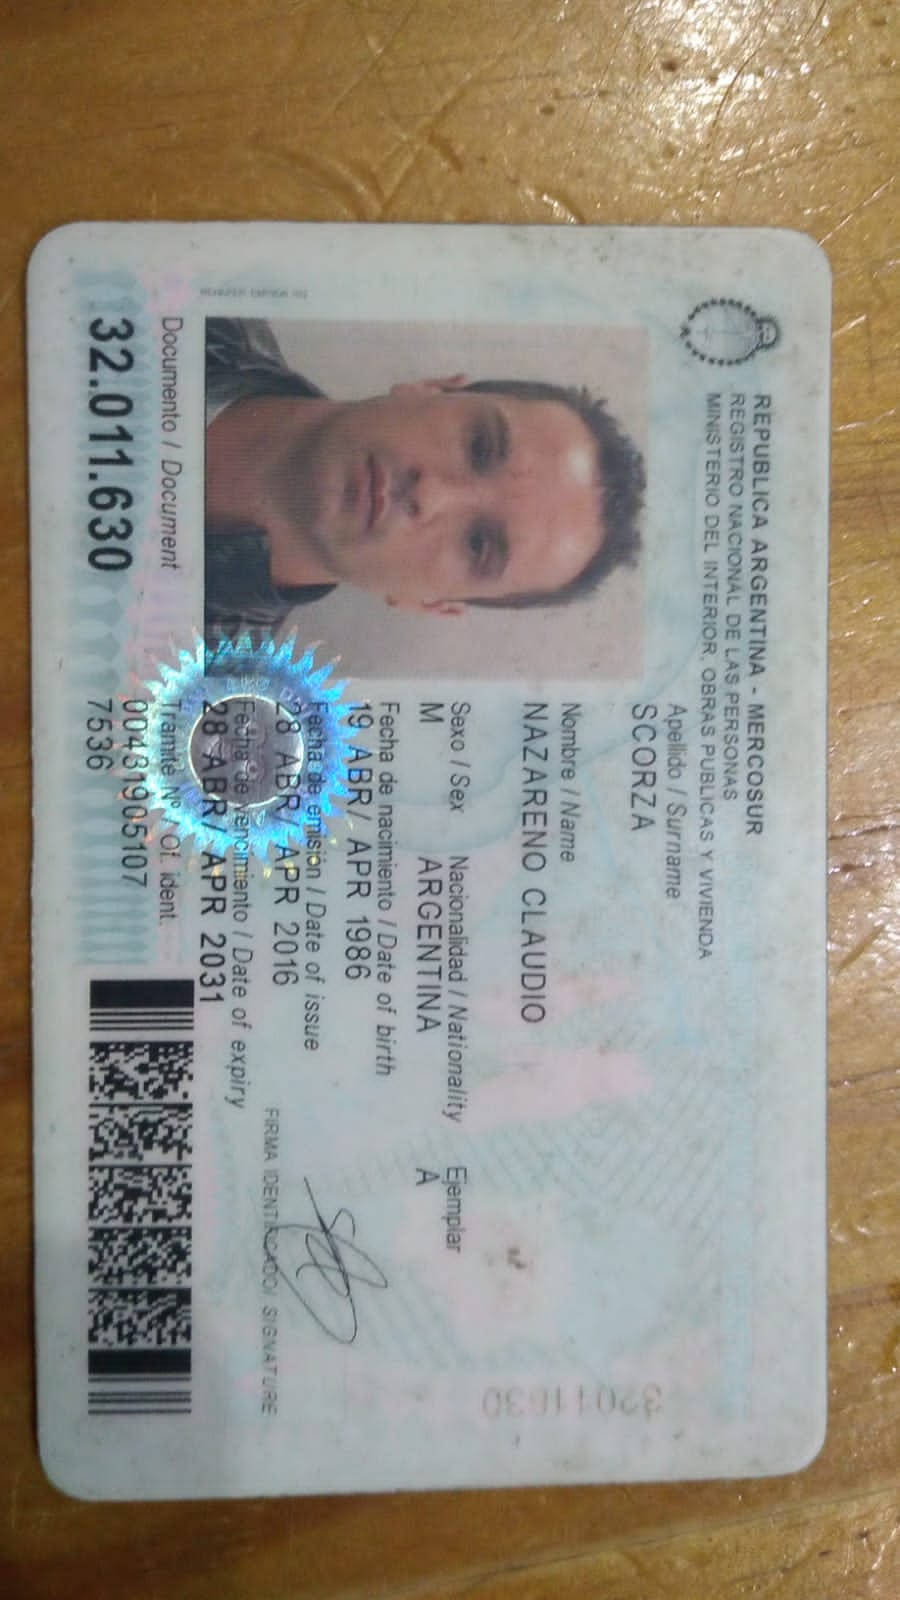 REPUBLICA ARGENTINA - MERCOSUR
REGISTRO NACIONAL DE LAS PERSONAS
MINISTERIO DEL INTERIOR, OBRAS PUBLICAS Y VIVIENDA
Apellido / Surname
SCORZA
Nombre / Name
NAZARENO CLAUDIO
Sexo / Sex Nacionalidad / Nationality Ejemplar
M ARGENTINA A
Fecha de nacimiento / Date of birth
19 ABR/ APR 1986
Fecha de emisión / Date of issue
28 ABR/ APR 2016
Fecha de vencimiento / Date of expiry
28 ABR/ APR 2031
FIRMA IDENTIFICADO/ SIGNATURE
Documento / Document
32.011.630
Tramite Nº / Of. ident.
00431905107
7536
32011630